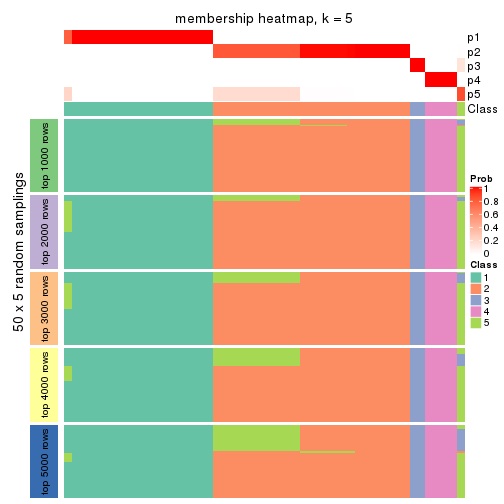 membership heatmap, k = 5
p1
p2
p3
p4
p5
Class
50 x 5 random samplings
top 1000 rows
top 2000 rows
top 3000 rows
top 4000 rows
top 5000 rows
Prob
1
0.8
0.6
0.4
0.2
0
Class
1
2
3
4
5